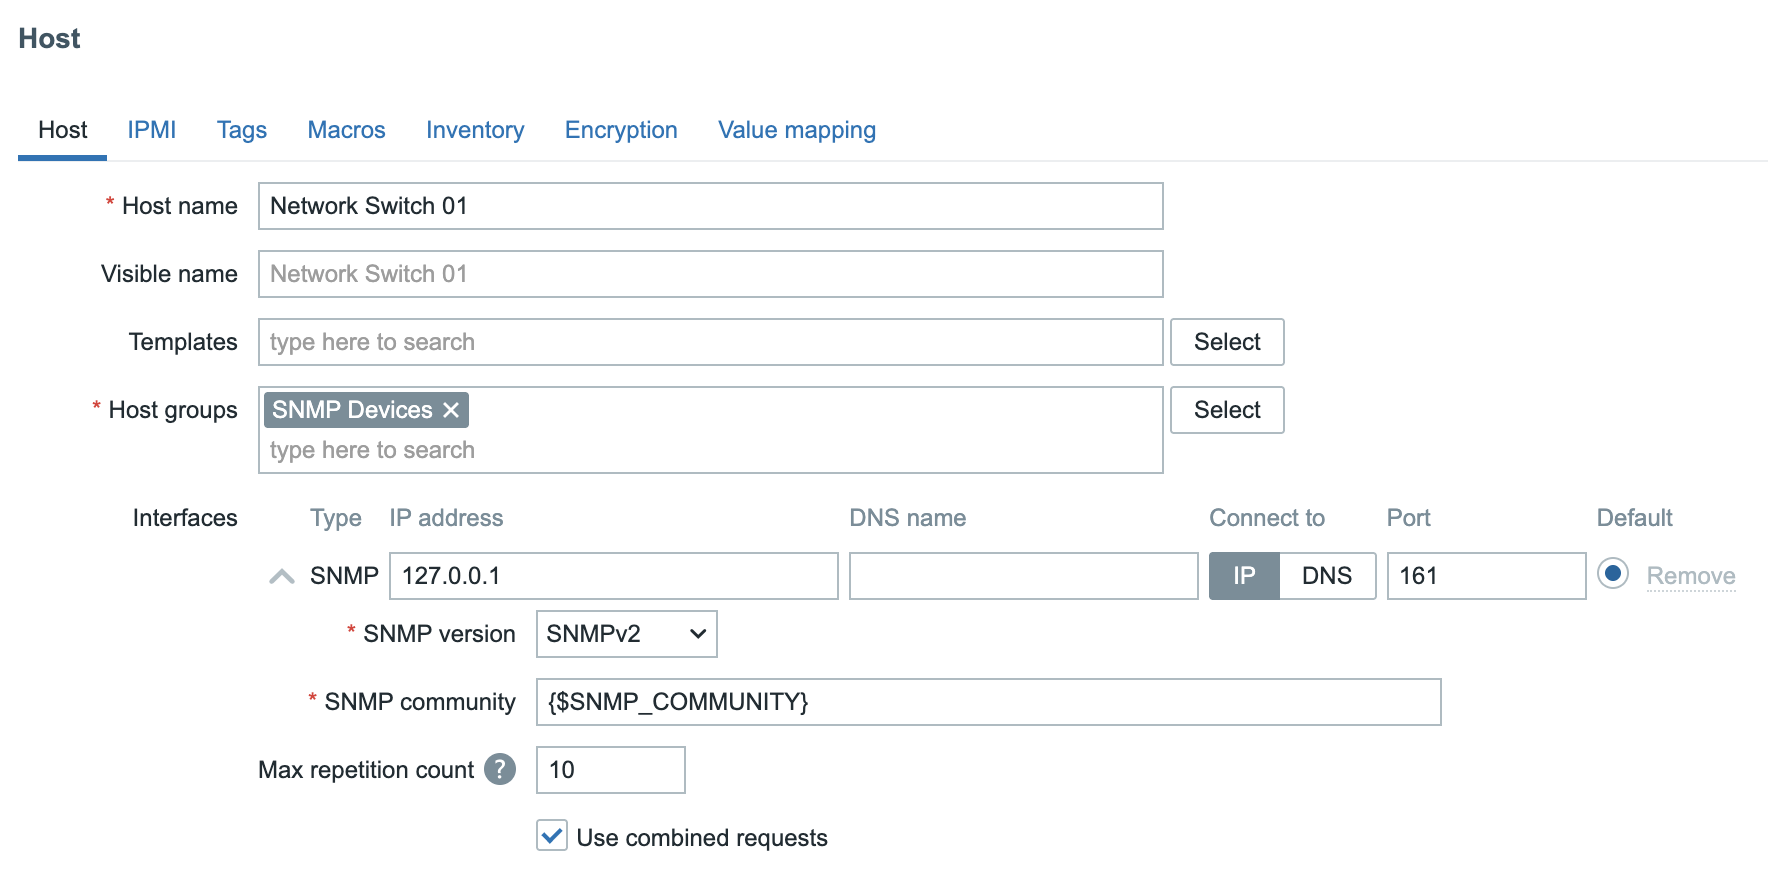 Host
Host IPMI Tags Macros Inventory Encryption Value mapping
* Host name Network Switch 01
Visible name Network Switch 01
Templates type here to search Select
* Host groups SNMP Devices Select
type here to search
Interfaces Type IP address DNS name Connect to Port Default
SNMP 127.0.0.1 IP DNS 161 Remove
* SNMP version SNMPv2
* SNMP community {$SNMP_COMMUNITY}
Max repetition count ? 10
Use combined requests